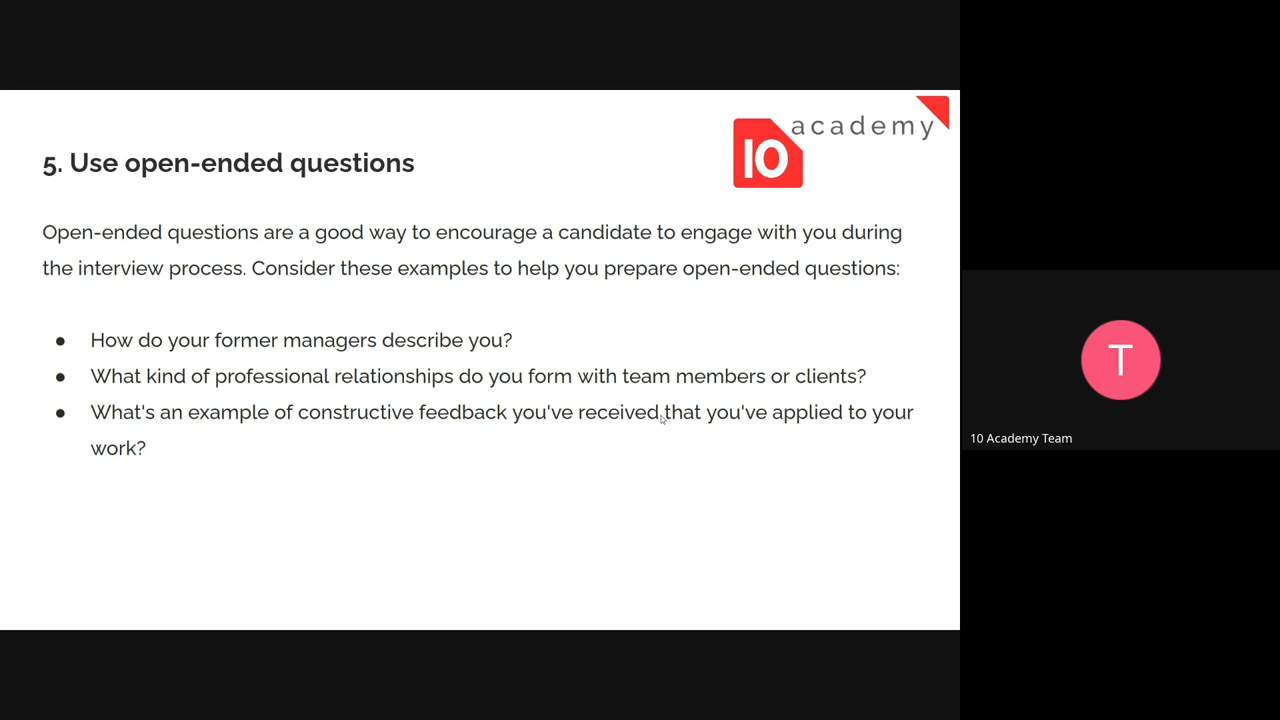 academy
10
5. Use open-ended questions
Open-ended questions are a good way to encourage a candidate to engage with you during
the interview process. Consider these examples to help you prepare open-ended questions:
● How do your former managers describe you?
● What kind of professional relationships do you form with team members or clients?
● What's an example of constructive feedback you've received that you've applied to your
work?
T
10 Academy Team